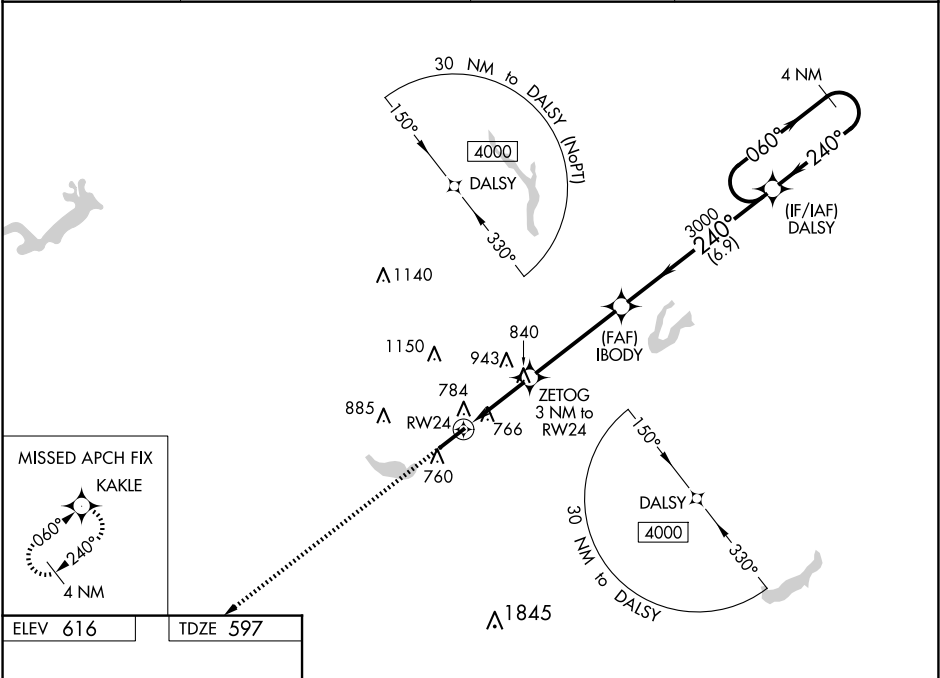 30 NM to DALSY (NoPT)
150°
4000
DALSY
330°
4 NM
060°
240°
(IF/IAF)
DALSY
3000
240°
(6.9)
1140
(FAF)
IBODY
840
1150
943
ZETOG
3 NM to
RW24
784
885
RW24
766
760
150°
DALSY
4000
330°
30 NM to DALSY
MISSED APCH FIX
KAKLE
060°
240°
4 NM
1845
ELEV 616
TDZE 597